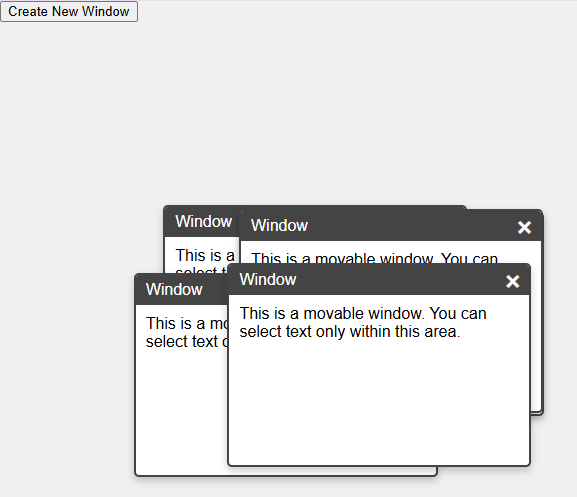 Create New Window
Window
This is a
select t
Window
This is a movable window. You can
Window
This is a mo
select text o
Window
This is a movable window. You can
select text only within this area.